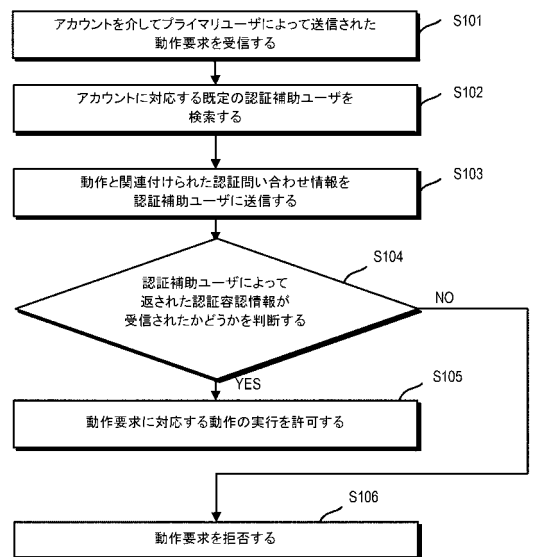 アカウントを介してプライマリユーザによって送信された
動作要求を受信する
S101
アカウントに対応する既定の認証補助ユーザを
検索する
S102
動作と関連付けられた認証問い合わせ情報を
認証補助ユーザに送信する
S103
認証補助ユーザによって
返された認証容認情報が
受信されたかどうかを判断する
S104
NO
YES
動作要求に対応する動作の実行を許可する
S105
動作要求を拒否する
S106